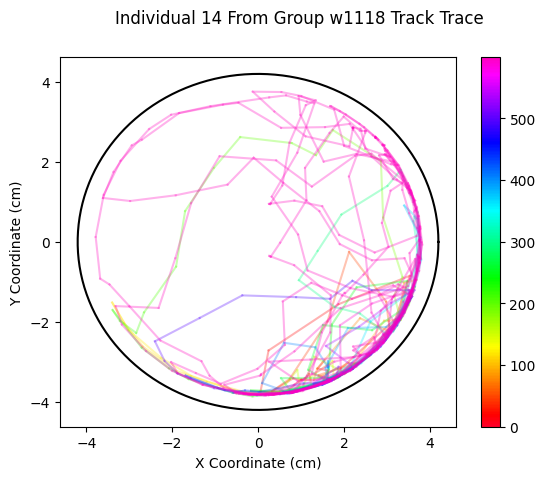 Individual 14 From Group w1118 Track Trace
Y Coordinate (cm)
4
2
0
−2
−4
−4 −2 0 2 4
X Coordinate (cm)
500
400
300
200
100
0